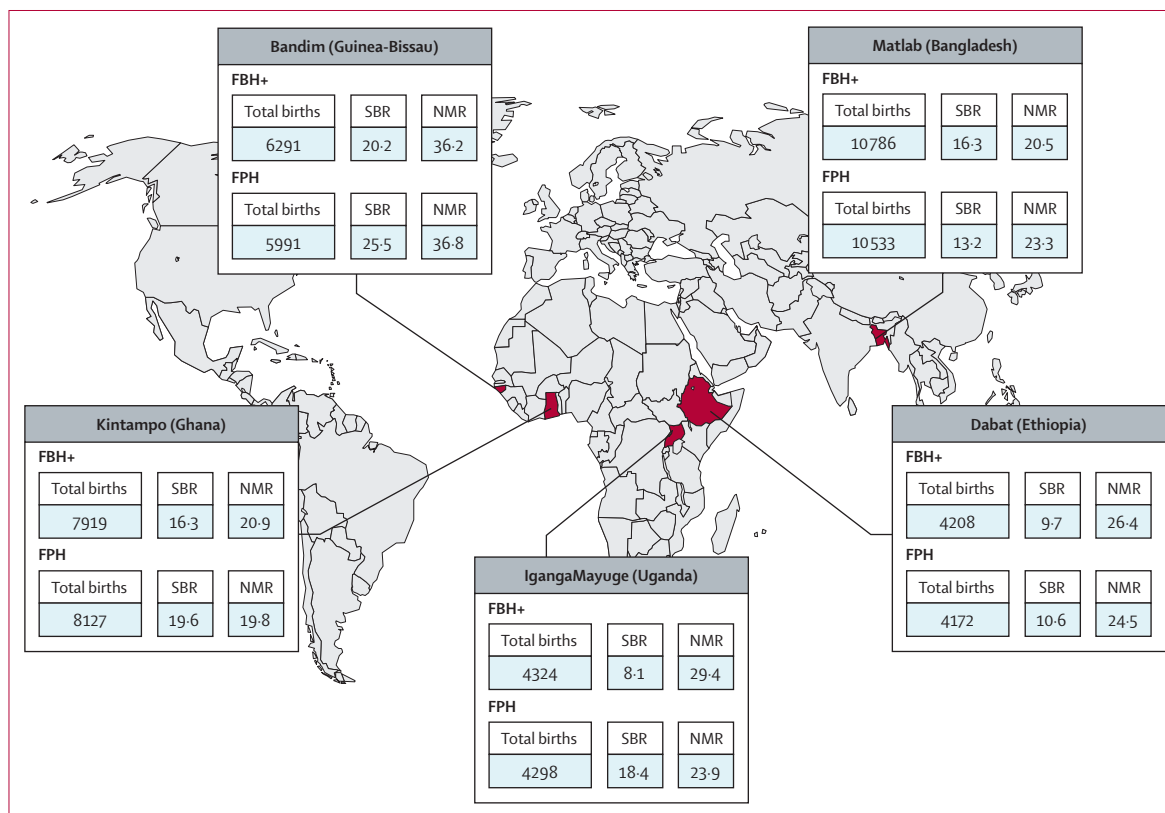 Bandim (Guinea-Bissau)
FBH+
Total births SBR NMR
6291 20·2 36·2
FPH
Total births SBR NMR
5991 25·5 36·8
Matlab (Bangladesh)
FBH+
Total births SBR NMR
10786 16·3 20·5
FPH
Total births SBR NMR
10533 13·2 23·3
Kintampo (Ghana)
FBH+
Total births SBR NMR
7919 16·3 20·9
FPH
Total births SBR NMR
8127 19·6 19·8
IgangaMayuge (Uganda)
FBH+
Total births SBR NMR
4324 8·1 29·4
FPH
Total births SBR NMR
4298 18·4 23·9
Dabat (Ethiopia)
FBH+
Total births SBR NMR
4208 9·7 26·4
FPH
Total births SBR NMR
4172 10·6 24·5